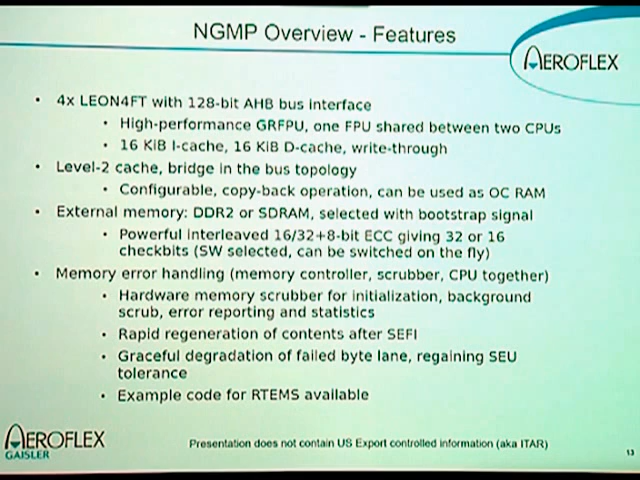 NGMP Overview - Features
AEROFLEX
• 4x LEON4FT with 128-bit AHB bus interface
• High-performance GRFPU, one FPU shared between two CPUs
• 16 KiB I-cache, 16 KiB D-cache, write-through
• Level-2 cache, bridge in the bus topology
• Configurable, copy-back operation, can be used as OC RAM
• External memory: DDR2 or SDRAM, selected with bootstrap signal
• Powerful interleaved 16/32+8-bit ECC giving 32 or 16
checkbits (SW selected, can be switched on the fly)
• Memory error handling (memory controller, scrubber, CPU together)
• Hardware memory scrubber for initialization, background
scrub, error reporting and statistics
• Rapid regeneration of contents after SEFI
• Graceful degradation of failed byte lane, regaining SEU
tolerance
• Example code for RTEMS available
AEROFLEX
GAISLER
Presentation does not contain US Export controlled information (aka ITAR)
13